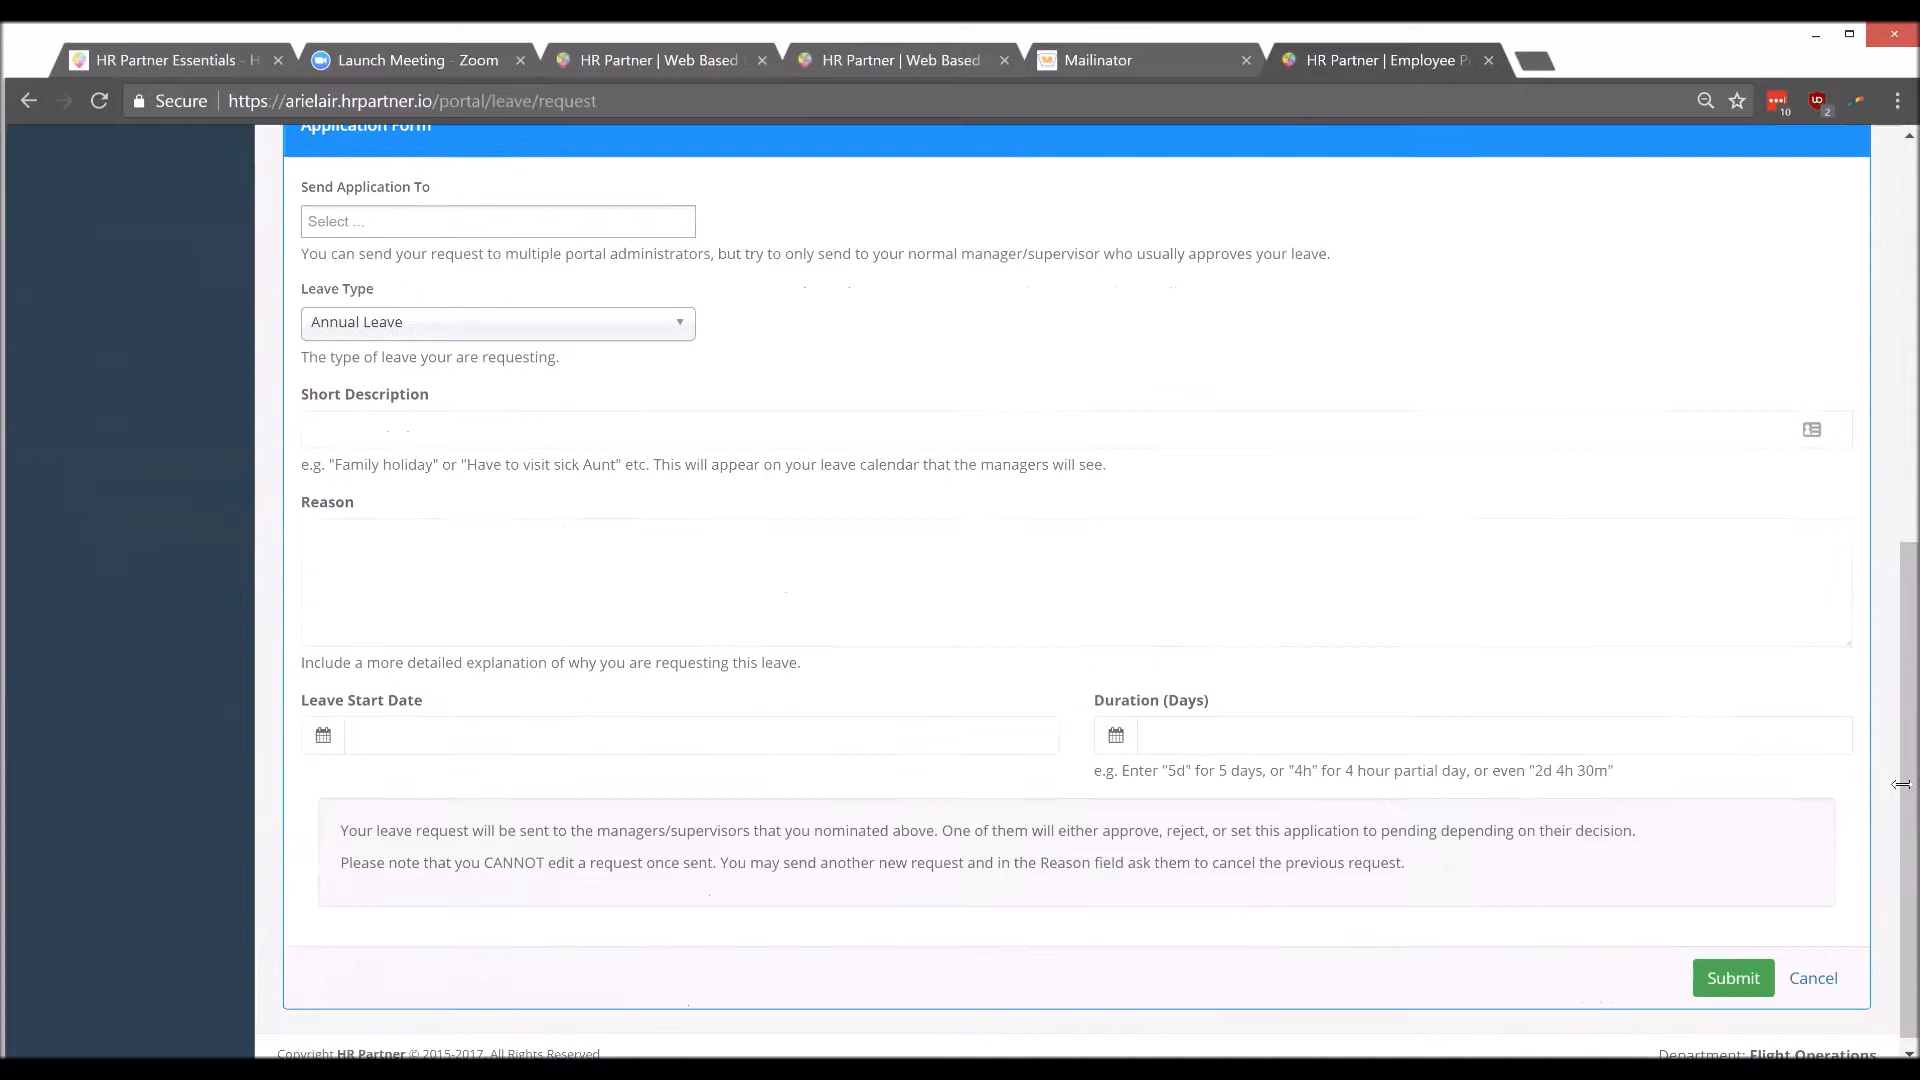 HR Partner Essentials - H
Launch Meeting - Zoom
HR Partner | Web Based
HR Partner | Web Based
Mailinator
HR Partner | Employee P
Secure
https://arielair.hrpartner.io/portal/leave/request
10
2
Application Form
Send Application To
Select ...
You can send your request to multiple portal administrators, but try to only send to your normal manager/supervisor who usually approves your leave.
Leave Type
Annual Leave
The type of leave your are requesting.
Short Description
e.g. "Family holiday" or "Have to visit sick Aunt" etc. This will appear on your leave calendar that the managers will see.
Reason
Include a more detailed explanation of why you are requesting this leave.
Leave Start Date
Duration (Days)
e.g. Enter "5d" for 5 days, or "4h" for 4 hour partial day, or even "2d 4h 30m"
Your leave request will be sent to the managers/supervisors that you nominated above. One of them will either approve, reject, or set this application to pending depending on their decision.
Please note that you CANNOT edit a request once sent. You may send another new request and in the Reason field ask them to cancel the previous request.
Submit
Cancel
Copyright HR Partner © 2015-2017. All Rights Reserved
Department: Flight Operations